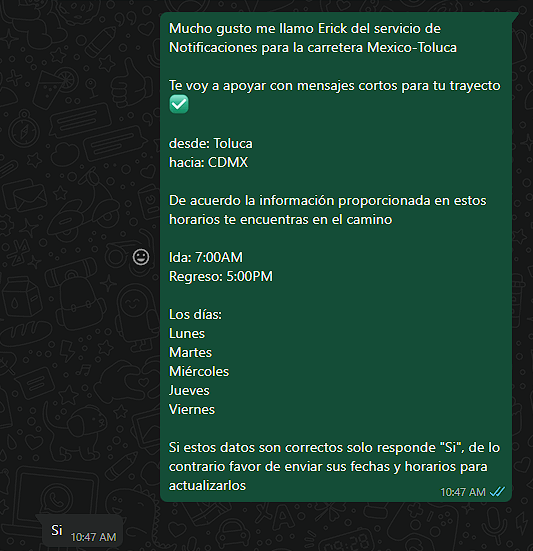 Mucho gusto me llamo Erick del servicio de
Notificaciones para la carretera Mexico-Toluca
Te voy a apoyar con mensajes cortos para tu trayecto
✅
desde: Toluca
hacia: CDMX
De acuerdo la información proporcionada en estos
horarios te encuentras en el camino
Ida: 7:00AM
Regreso: 5:00PM
Los días:
Lunes
Martes
Miércoles
Jueves
Viernes
Si estos datos son correctos solo responde "Si", de lo
contrario favor de enviar sus fechas y horarios para
actualizarlos
10:47 AM
Si 10:47 AM